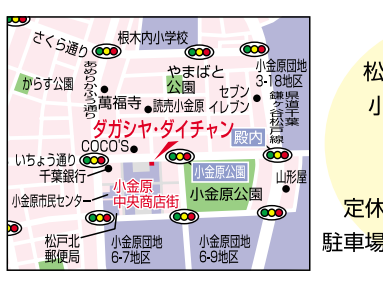 根木内小学校
さくら通り
あめりかふう通り
からす公園
やまばと
公園
小金原団地
3-18地区
セブン
イレブン
県道千葉
鎌ケ谷松戸線
萬福寺
読売小金原
ダガシヤ・ダイチャン
殿内
COCO'S
いちょう通り
千葉銀行
小金原公園
山形屋
小金原
中央商店街
小金原公園
小金原市民センター
松戸北
郵便局
小金原団地
6-7地区
小金原団地
6-9地区
松
小
定休
駐車場